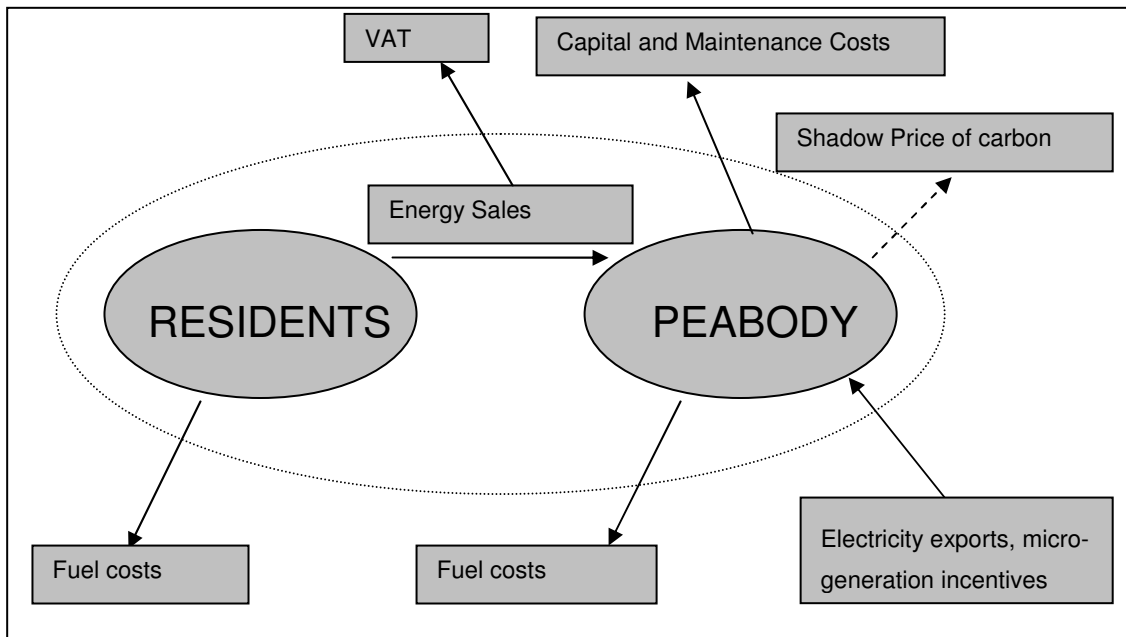 VAT
Capital and Maintenance Costs
Shadow Price of carbon
Energy Sales
RESIDENTS
PEABODY
Fuel costs
Fuel costs
Electricity exports, micro-
generation incentives